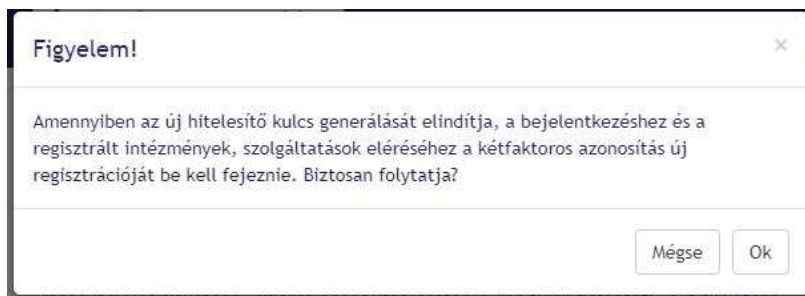 Figyelem!
×
Amennyiben az új hitelesítő kulcs generálását elindítja, a bejelentkezéshez és a
regisztrált intézmények, szolgáltatások eléréséhez a kétfaktoros azonosítás új
regisztrációját be kell fejeznie. Biztosan folytatja?
Mégse
Ok